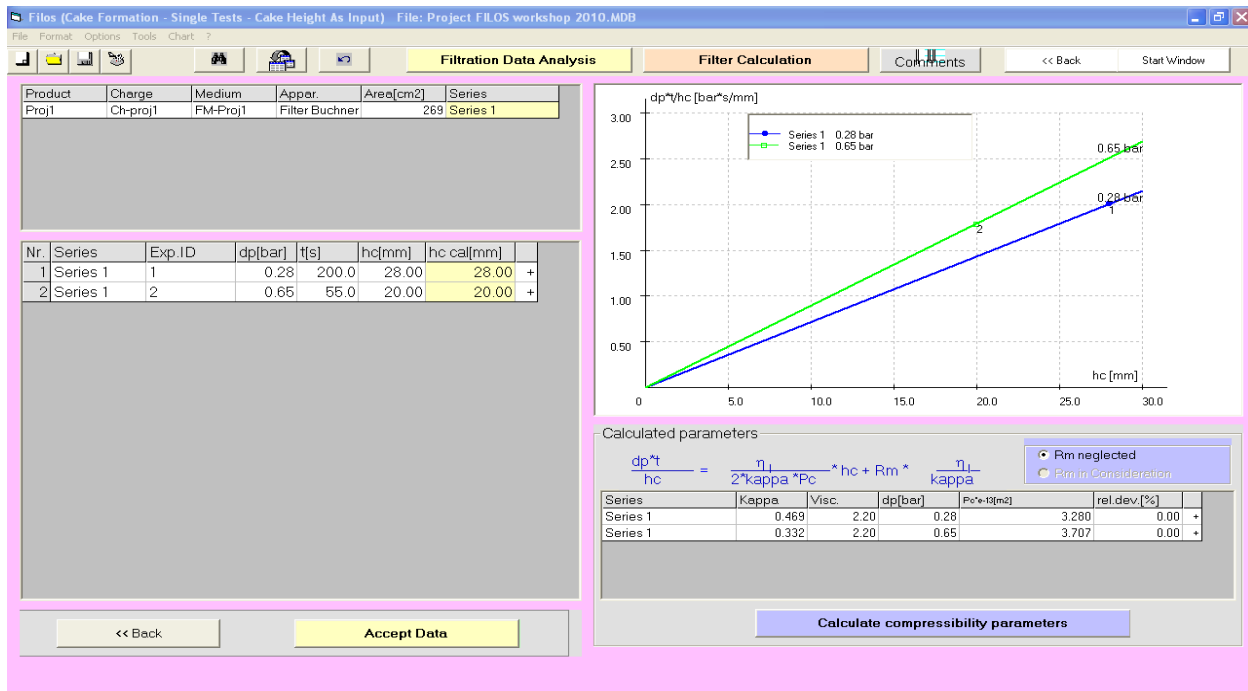 Filos (Cake Formation - Single Tests - Cake Height As Input) File: Project FILOS workshop 2010.MDB
File Format Options Tools Chart ?
Filtration Data Analysis Filter Calculation Comments << Back Start Window
Product Charge Medium Appar. Area[cm2] Series
Proj1 Ch-proj1 FM-Proj1 Filter Buchner 269 Series 1
Nr. Series Exp.ID dp[bar] t[s] hc[mm] hc cal[mm]
1 Series 1 1 0.28 200.0 28.00 28.00 +
2 Series 1 2 0.65 55.0 20.00 20.00 +
<< Back Accept Data
dp*t/hc [bar*s/mm]
3.00
Series 1 0.28 bar
Series 1 0.65 bar
0.65 bar
2.50
0.28 bar
2.00
1
2
1.50
1.00
0.50
hc [mm]
0 5.0 10.0 15.0 20.0 25.0 30.0
Calculated parameters
dp*t η
hc = 2*kappa *Pc * hc + Rm * η
kappa
Rm neglected
Rm in Consideration
Series Kappa Visc. dp[bar] Pc*e-13[m2] rel.dev.[%]
Series 1 0.469 2.20 0.28 3.280 0.00 +
Series 1 0.332 2.20 0.65 3.707 0.00 +
Calculate compressibility parameters